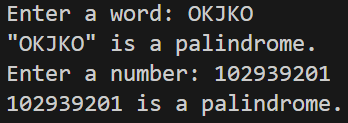 Enter a word: OKJKO
"OKJKO" is a palindrome.
Enter a number: 102939201
102939201 is a palindrome.